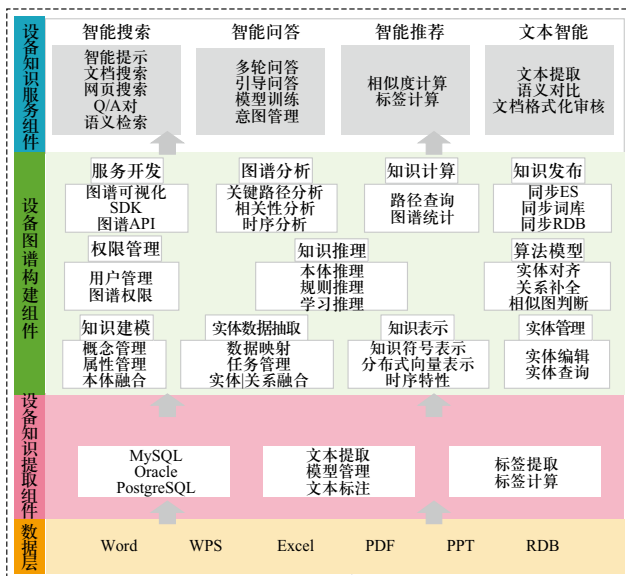 设备知识服务组件
智能搜索
智能提示
文档搜索
网页搜索
Q/A对
语义检索
智能问答
多轮问答
引导问答
模型训练
意图管理
智能推荐
相似度计算
标签计算
文本智能
文本提取
语义对比
文档格式化审核
设备图谱构建组件
服务开发
图谱可视化
SDK
图谱API
图谱分析
关键路径分析
相关性分析
时序分析
知识计算
路径查询
图谱统计
知识发布
同步ES
同步词库
同步RDB
权限管理
用户管理
图谱权限
知识推理
本体推理
规则推理
学习推理
算法模型
实体对齐
关系补全
相似图判断
知识建模
概念管理
属性管理
本体融合
实体数据抽取
数据映射
任务管理
实体|关系融合
知识表示
知识符号表示
分布式向量表示
时序特性
实体管理
实体编辑
实体查询
设备知识提取组件
MySQL
Oracle
PostgreSQL
文本提取
模型管理
文本标注
标签提取
标签计算
数据层
Word WPS Excel PDF PPT RDB